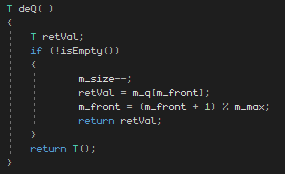 T deQ( )
{
T retVal;
if (!isEmpty())
{
m_size--;
retVal = m_q[m_front];
m_front = (m_front + 1) % m_max;
return retVal;
}
return T();
}